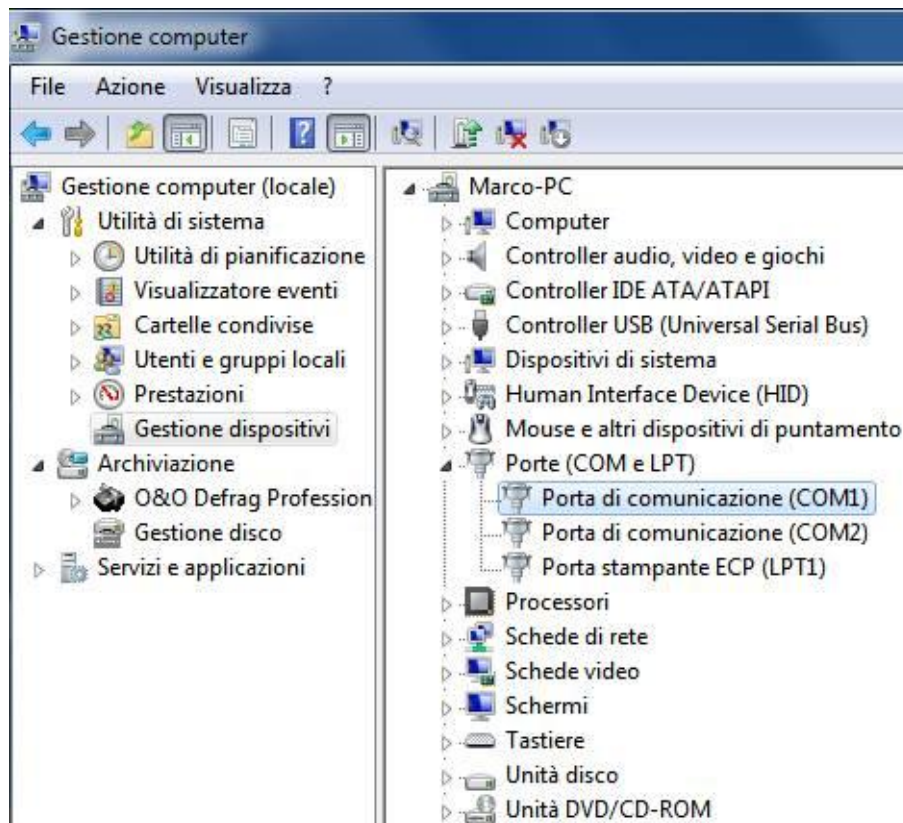 Gestione computer
File Azione Visualizza ?
Gestione computer (locale)
Utilità di sistema
Utilità di pianificazione
Visualizzatore eventi
Cartelle condivise
Utenti e gruppi locali
Prestazioni
Gestione dispositivi
Archiviazione
O&O Defrag Profession
Gestione disco
Servizi e applicazioni
Marco-PC
Computer
Controller audio, video e giochi
Controller IDE ATA/ATAPI
Controller USB (Universal Serial Bus)
Dispositivi di sistema
Human Interface Device (HID)
Mouse e altri dispositivi di puntamento
Porte (COM e LPT)
Porta di comunicazione (COM1)
Porta di comunicazione (COM2)
Porta stampante ECP (LPT1)
Processori
Schede di rete
Schede video
Schermi
Tastiere
Unità disco
Unità DVD/CD-ROM